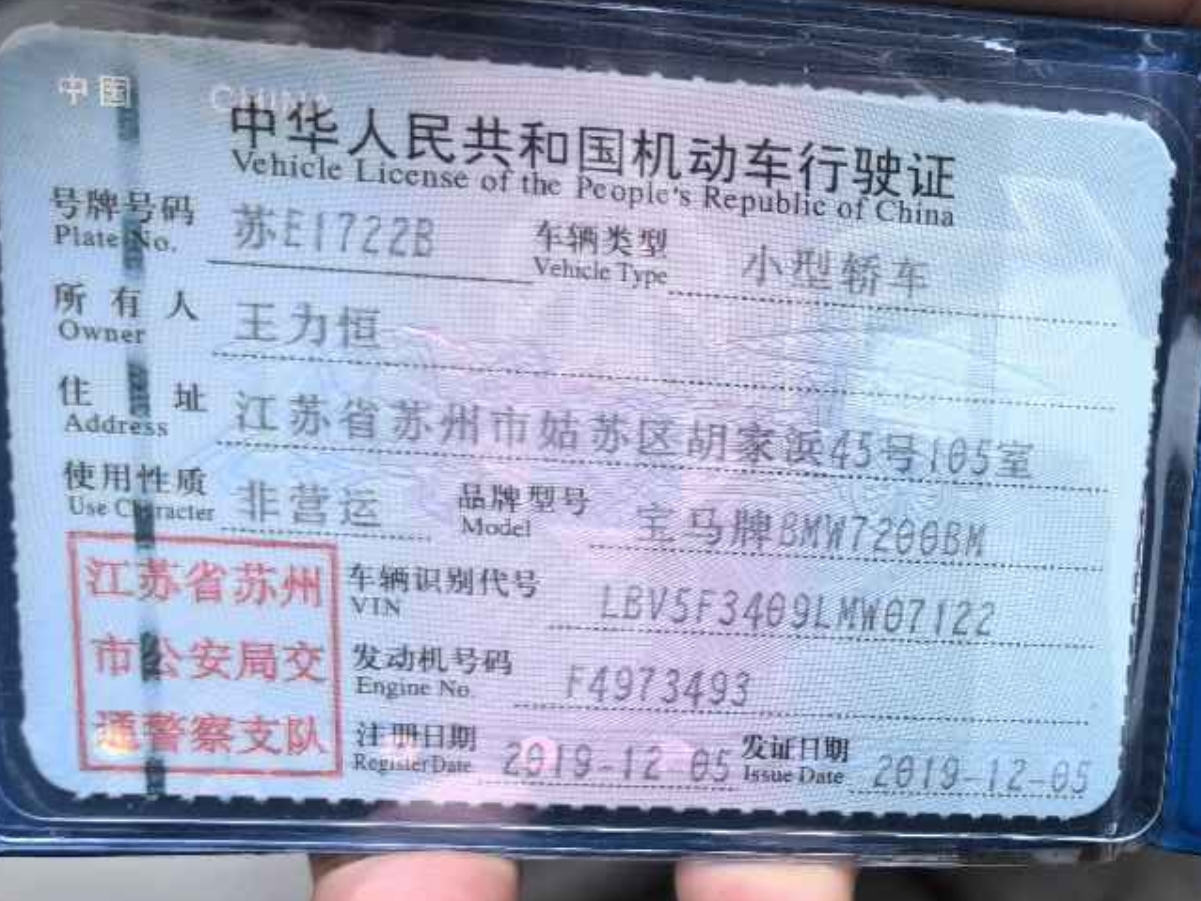 中国 CHINA
中华人民共和国机动车行驶证
Vehicle License of the People's Republic of China
号牌号码 苏E1722B 车辆类型 小型轿车
Plate No. Vehicle Type
所有人 王力恒
Owner
住址 江苏省苏州市姑苏区胡家浜45号105室
Address
使用性质 非营运 品牌型号 宝马牌BMW7200BM
Use Character Model
江苏省苏州
市公安局交
通警察支队
车辆识别代号 LBV5F3409LMW07122
VIN
发动机号码 F4973493
Engine No.
注册日期 2019-12-05 发证日期 2019-12-05
Register Date Issue Date